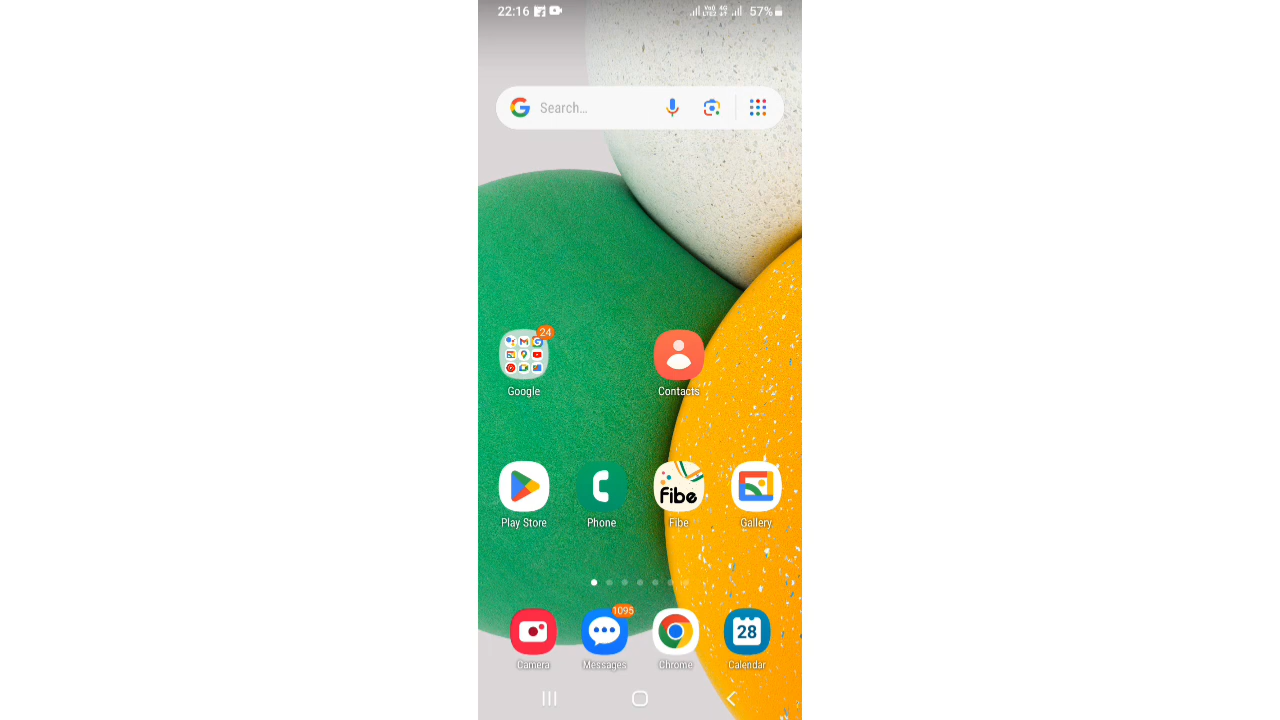 22:16 57%
Search...
24
Google Contacts
Fibe
Play Store Phone Fibe Gallery
1095
28
Camera Messages Chrome Calendar